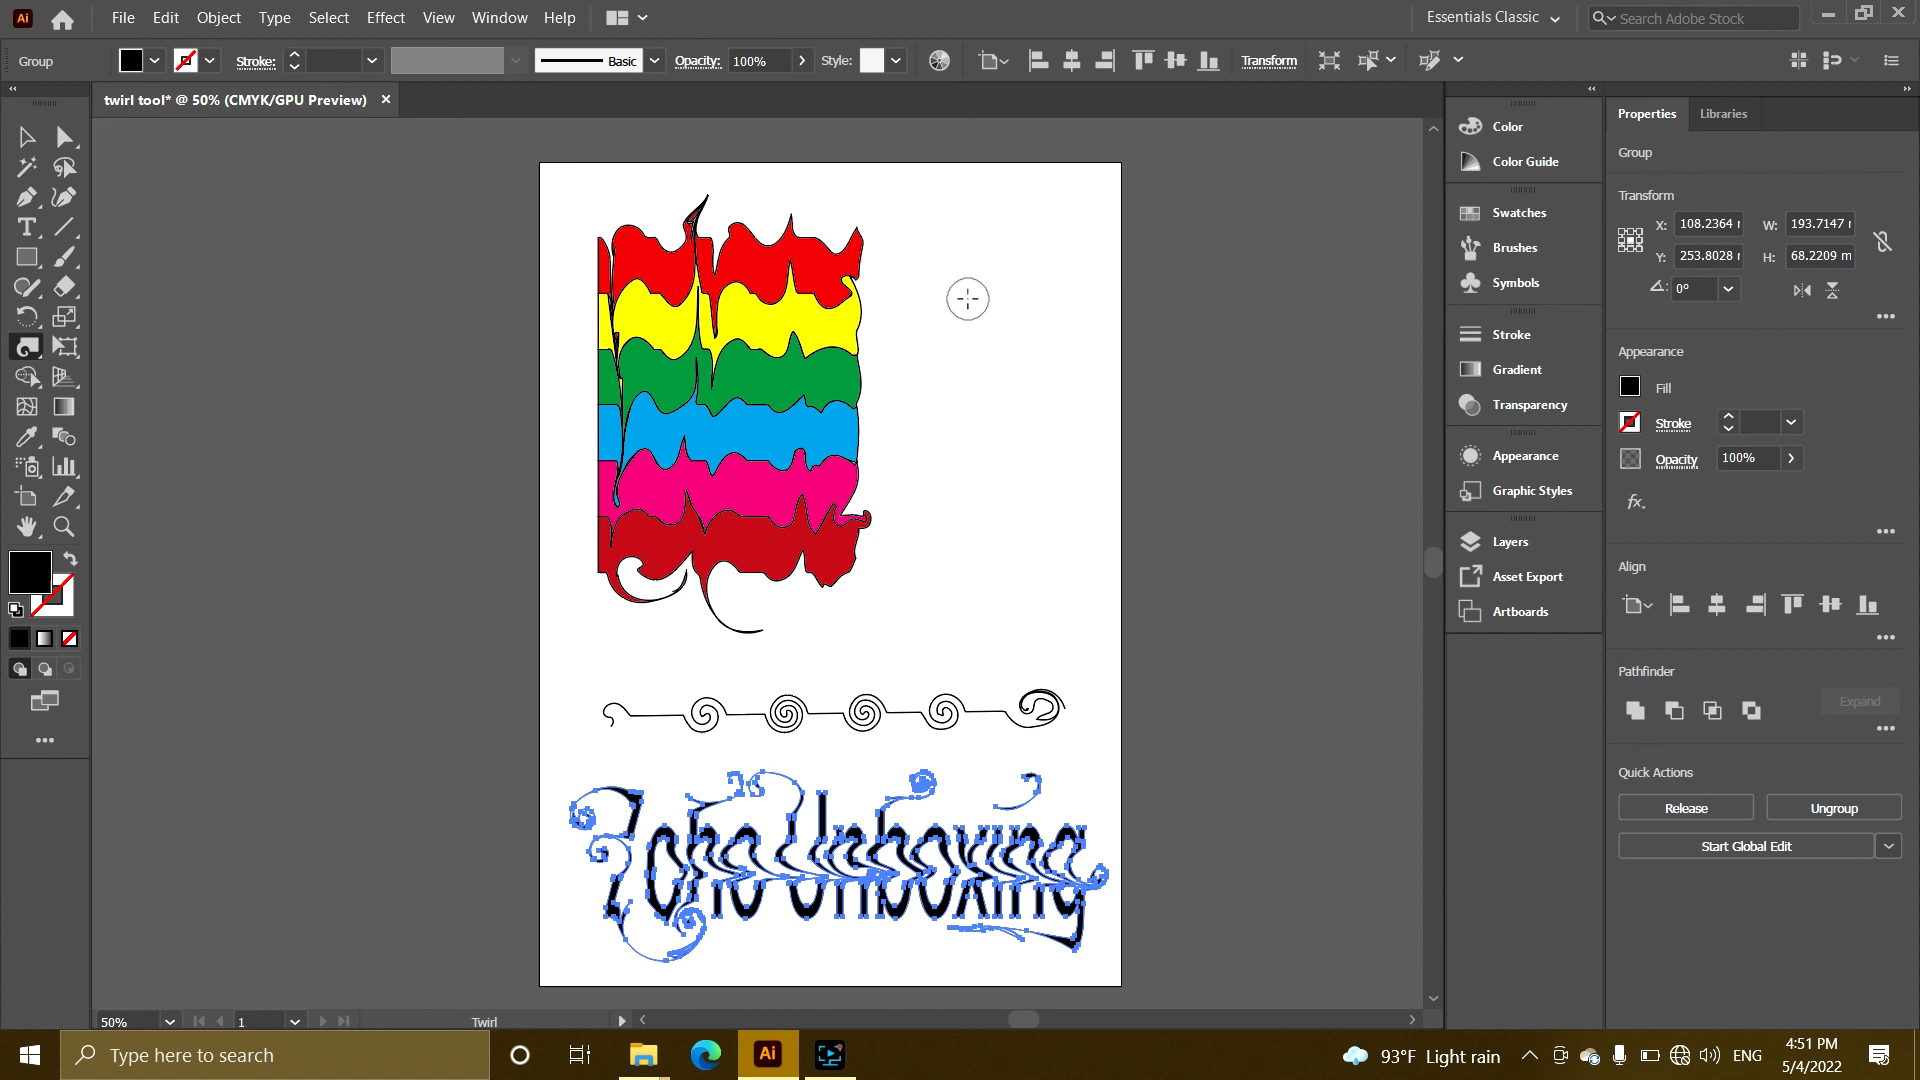 Ai File Edit Object Type Select Effect View Window Help Essentials Classic Search Adobe Stock
Group Stroke: Basic Opacity: 100% Style: Transform
twirl tool* @ 50% (CMYK/GPU Preview)
Properties Libraries
Color
Color Guide
Swatches
Brushes
Symbols
Stroke
Gradient
Transparency
Appearance
Graphic Styles
Layers
Asset Export
Artboards
Group
Transform
X: 108.2364 W: 193.7147
Y: 253.8028 H: 68.2209 m
0°
Appearance
Fill
Stroke
Opacity 100%
fx
Align
Pathfinder
Expand
Quick Actions
Release Ungroup
Start Global Edit
Unboxing
50% 1 Twirl
Type here to search
Ai
93°F Light rain
ENG
4:51 PM
5/4/2022